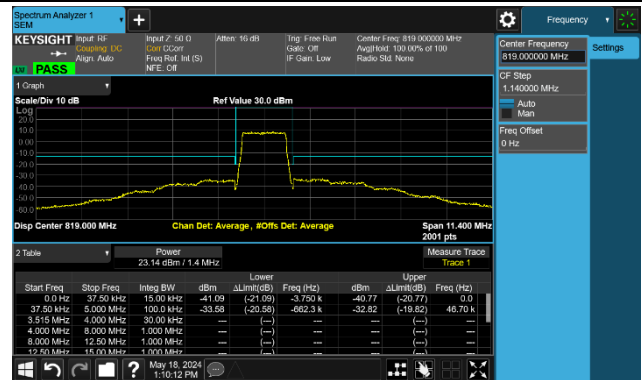 Spectrum Analyzer 1
SEM
Frequency
KEYSIGHT Input: RF
Coupling: DC
Align: Auto
Input Z: 50 Ω
Corr CCorr
Freq Ref: Int (S)
NFE: Off
Atten: 16 dB
Trig: Free Run
Gate: Off
IF Gain: Low
Center Freq: 819.000000 MHz
Avg|Hold: 100.00% of 100
Radio Std: None
PASS
Center Frequency
819.000000 MHz
Settings
CF Step
1.140000 MHz
Auto
Man
Freq Offset
0 Hz
1 Graph
Scale/Div 10 dB
Ref Value 30.0 dBm
Log
20.0
10.0
0.00
-10.0
-20.0
-30.0
-40.0
-50.0
-60.0
Disp Center 819.000 MHz
Chan Det: Average, #Offs Det: Average
Span 11.400 MHz
2001 pts
2 Table
Power
23.14 dBm / 1.4 MHz
Measure Trace
Trace 1
Lower Upper
Start Freq Stop Freq Integ BW dBm ΔLimit(dB) Freq (Hz) dBm ΔLimit(dB) Freq (Hz)
0.0 Hz 37.50 kHz 15.00 kHz -41.09 (-21.09) -3.750 k -40.77 (-20.77) 0.0
37.50 kHz 5.000 MHz 100.0 kHz -33.58 (-20.58) -662.3 k -32.82 (-19.82) 46.70 k
3.515 MHz 4.000 MHz 30.00 kHz --- (---) --- --- (---) ---
4.000 MHz 8.000 MHz 1.000 MHz --- (---) --- --- (---) ---
8.000 MHz 12.50 MHz 1.000 MHz --- (---) --- --- (---) ---
12.50 MHz 15.00 MHz 1.000 MHz --- (---) --- --- (---) ---
May 18, 2024
1:10:12 PM